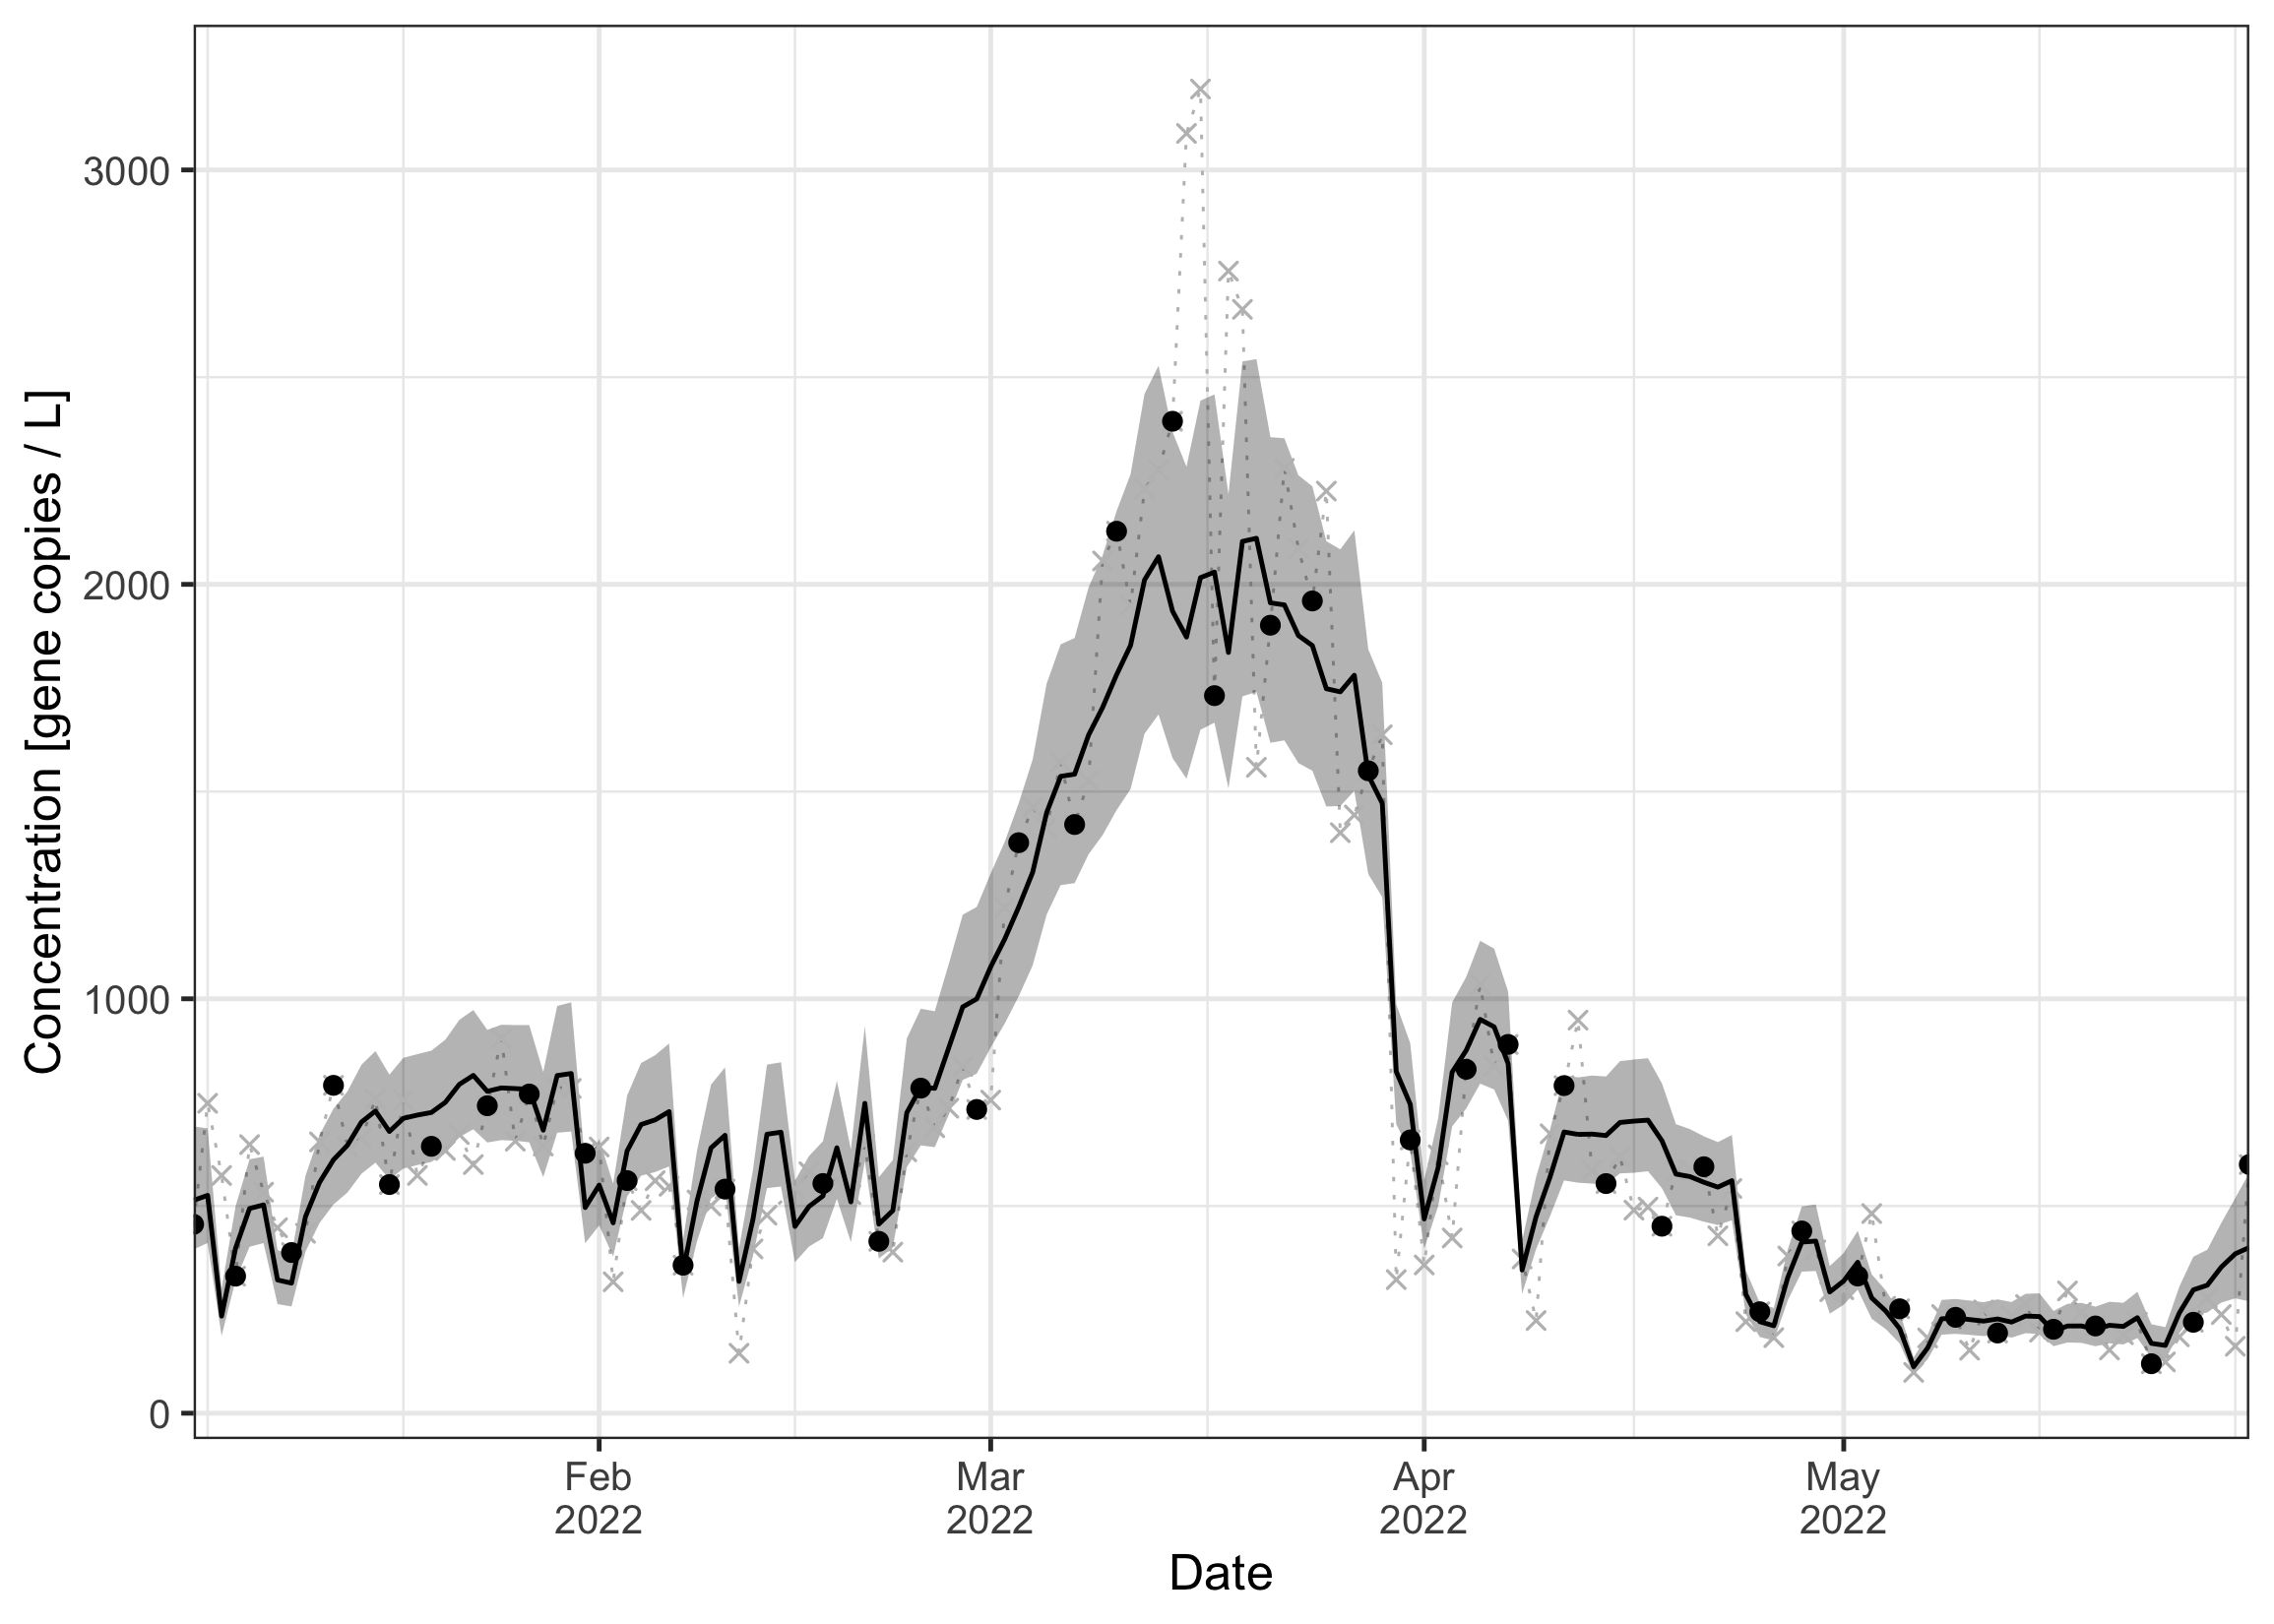 Concentration [gene copies / L]
3000
2000
1000
0
Feb
2022
Mar
2022
Apr
2022
May
2022
Date